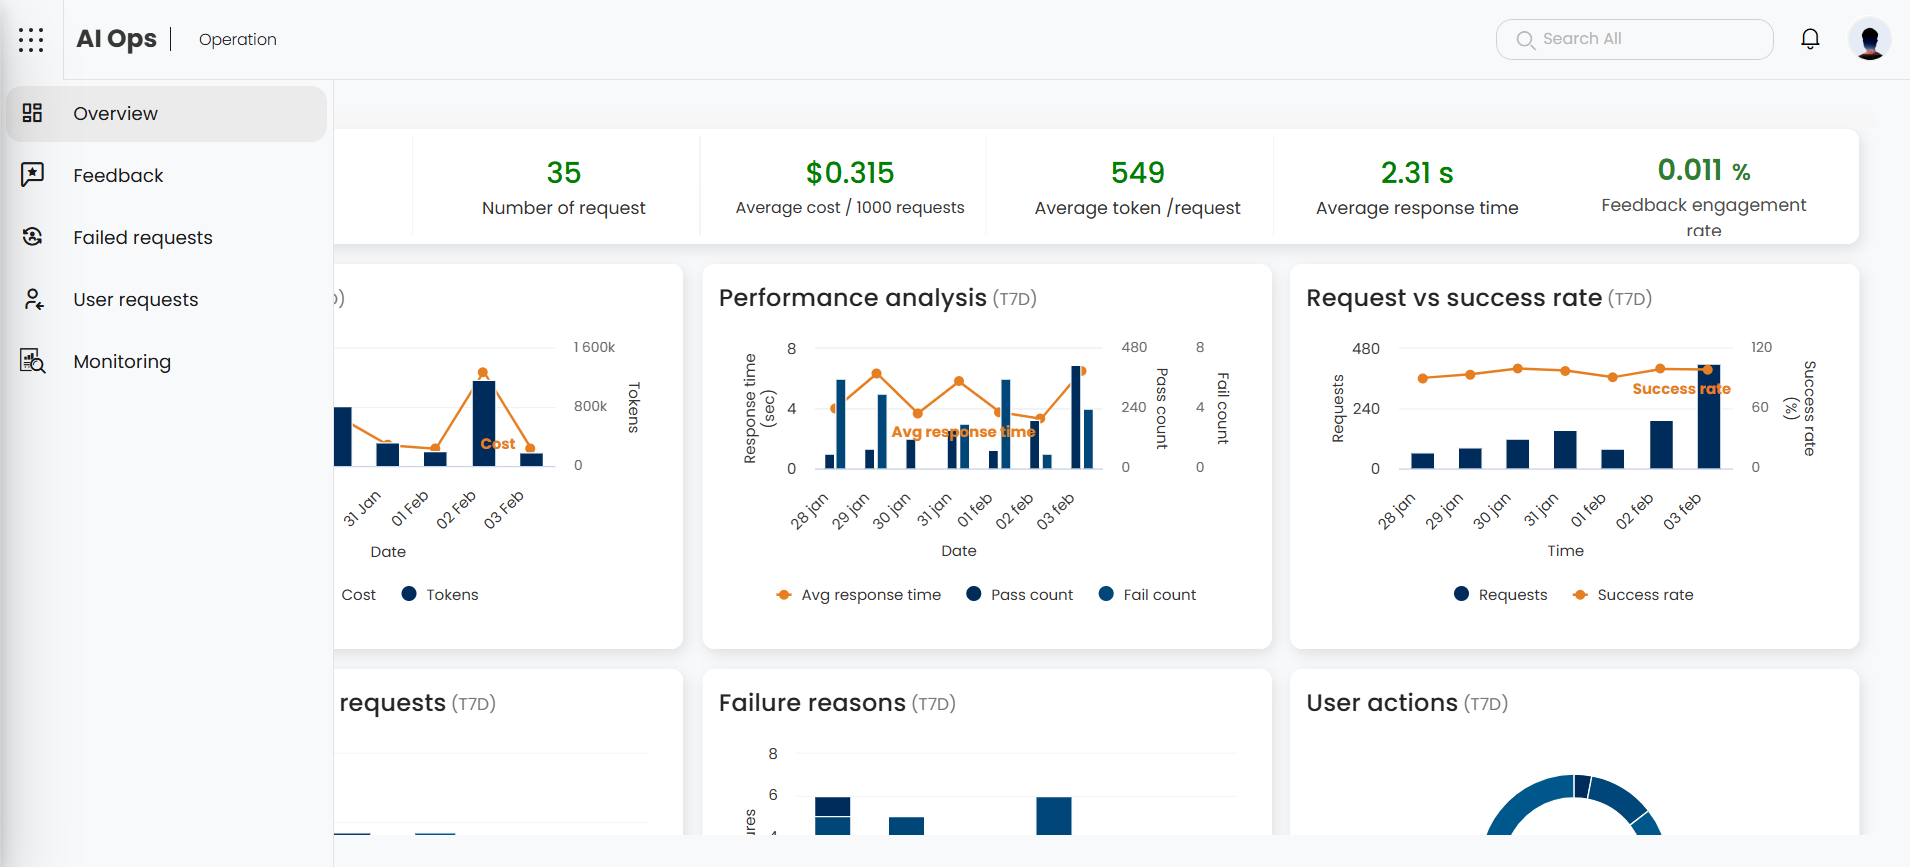 AI Ops
Operation
Search All
Overview
Feedback
Failed requests
User requests
Monitoring
35
Number of request
$0.315
Average cost / 1000 requests
549
Average token /request
2.31 s
Average response time
0.011 %
Feedback engagement
rate
)
1 600k
800k
0
Tokens
Cost
31 Jan
01 Feb
02 Feb
03 Feb
Date
Cost
Tokens
Performance analysis (T7D)
8
4
0
Response time
(sec)
480
240
0
Pass count
8
4
0
Fail count
Avg response time
28 jan
29 jan
30 jan
31 jan
01 feb
02 feb
03 feb
Date
Avg response time
Pass count
Fail count
Request vs success rate (T7D)
480
240
0
Requests
120
60
0
Success rate
(%)
Success rate
28 jan
29 jan
30 jan
31 jan
01 feb
02 feb
03 feb
Time
Requests
Success rate
requests (T7D)
Failure reasons (T7D)
8
6
4
ures
User actions (T7D)